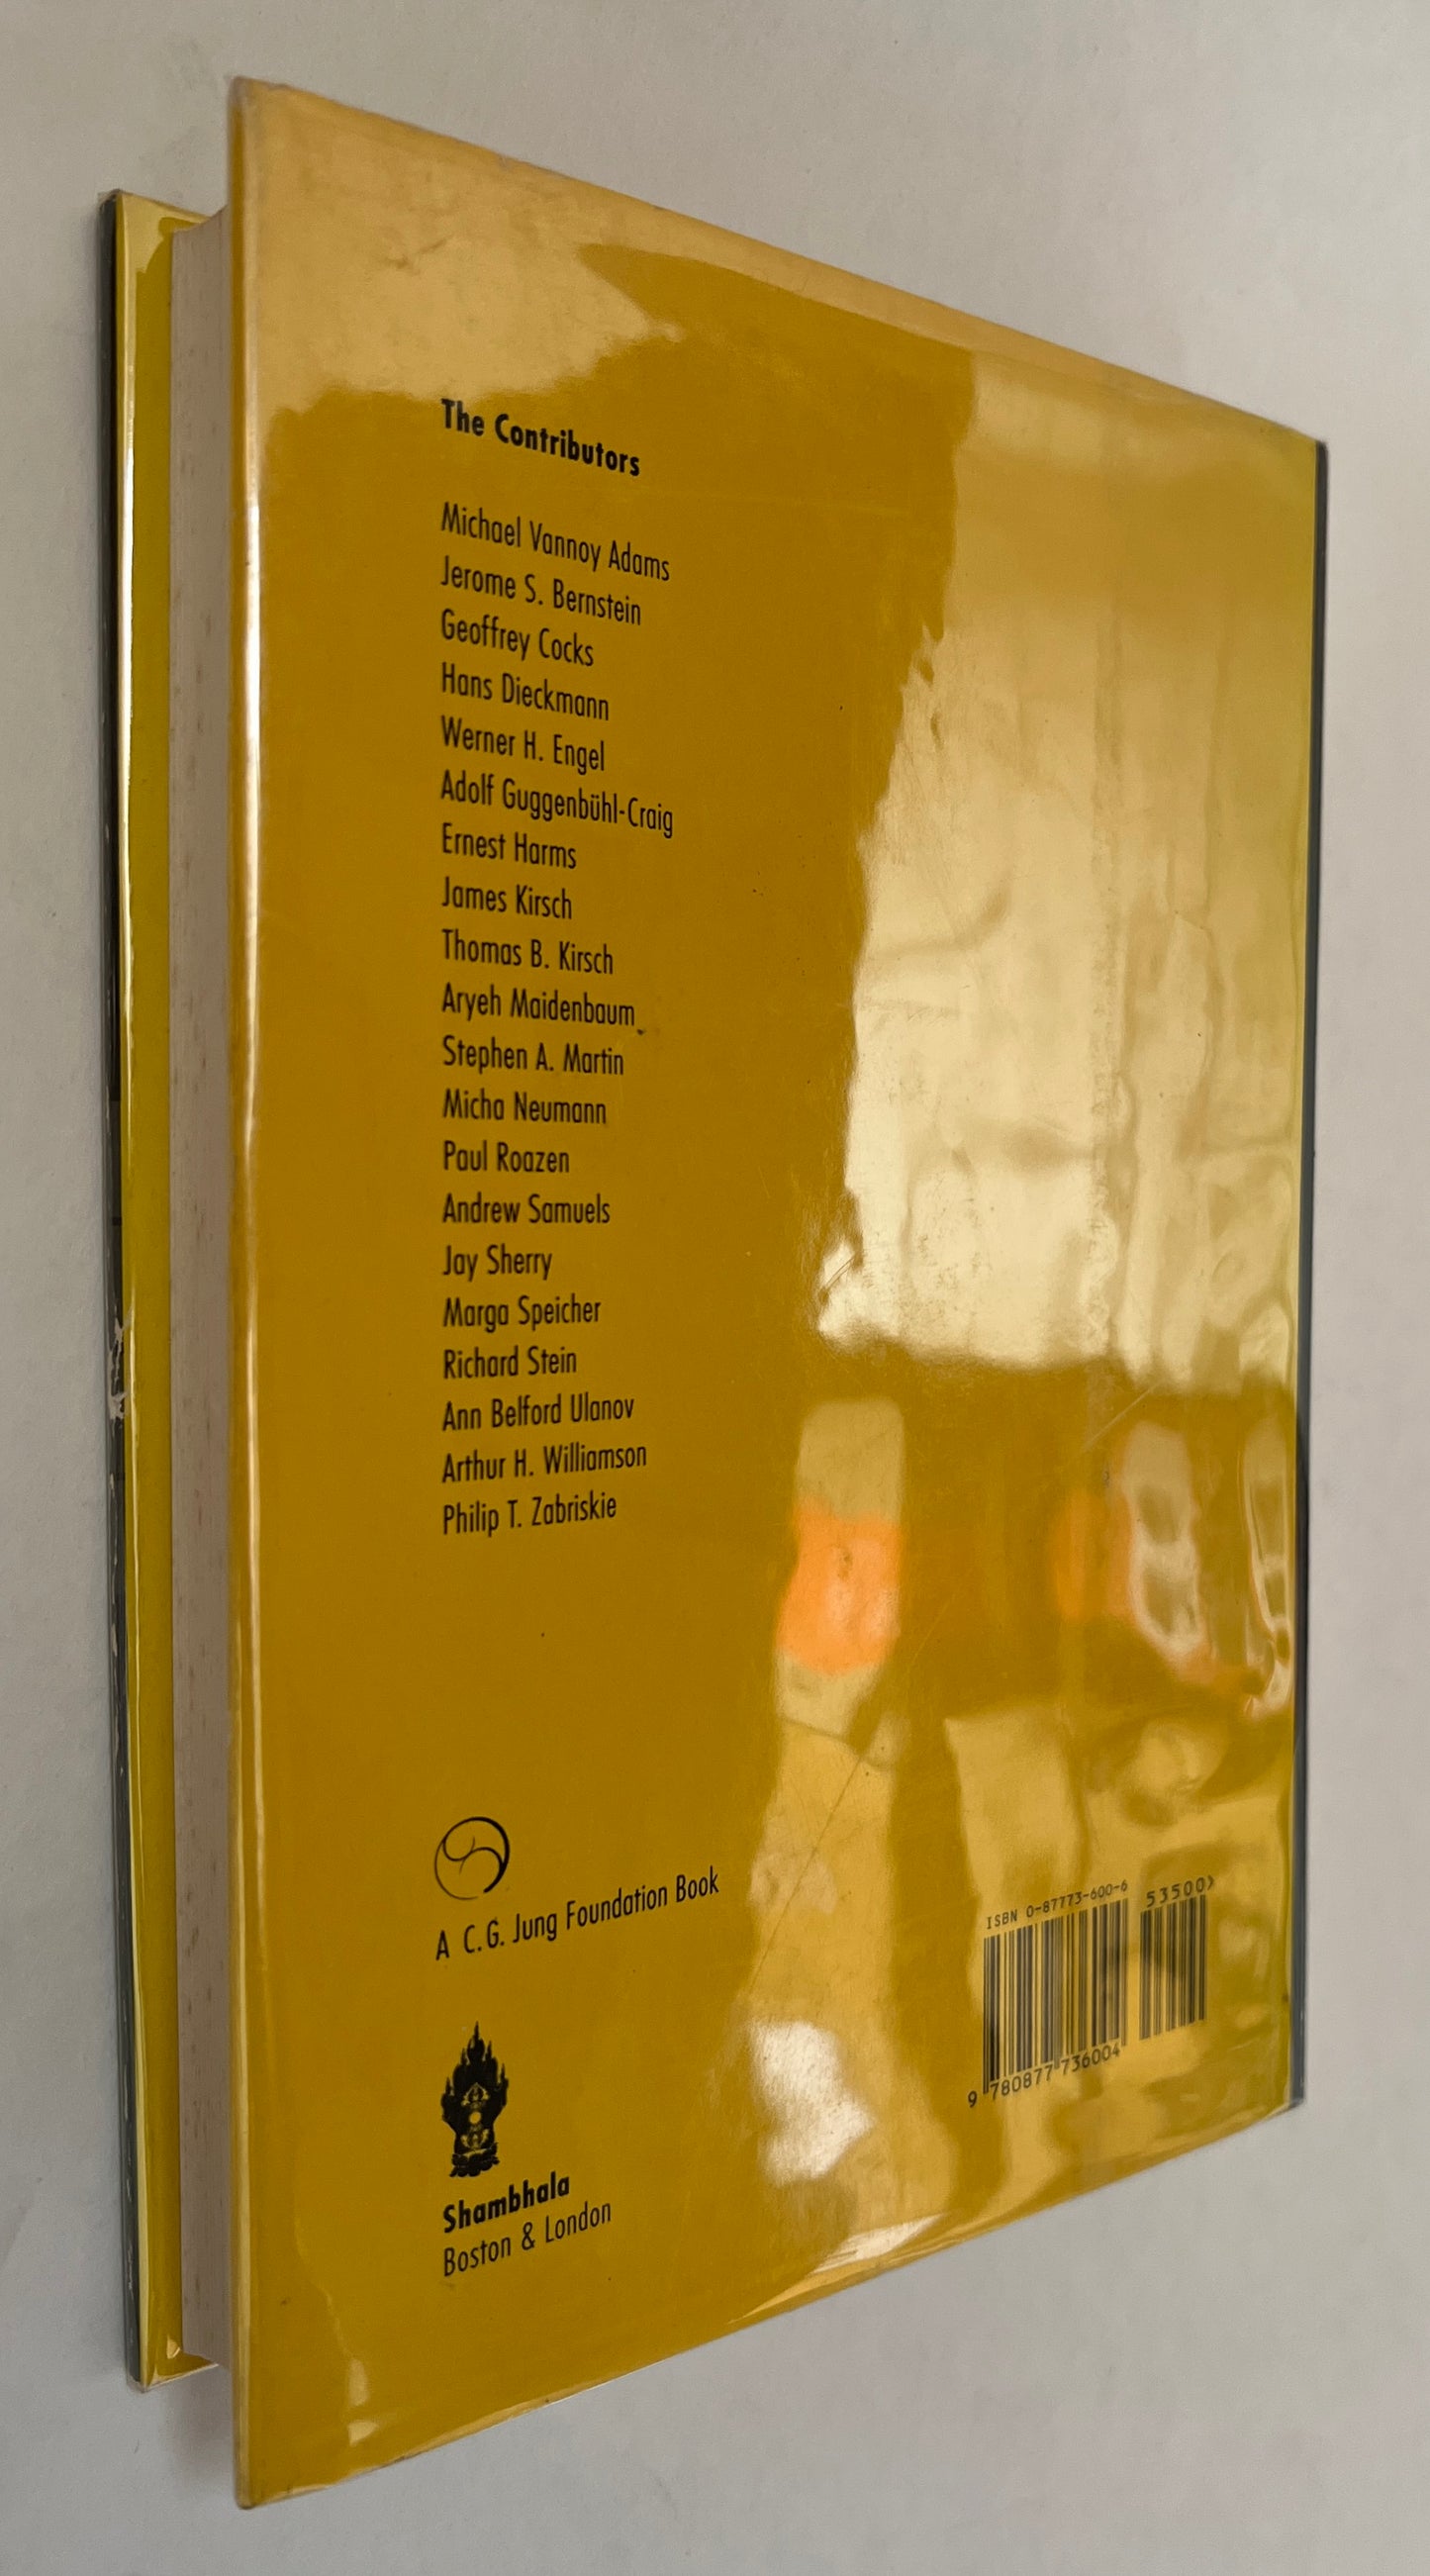 The Contributors
Michael Vannoy Adams
Jerome S. Bernstein
Geoffrey Cocks
Hans Dieckmann
Werner H. Engel
Adolf Guggenbühl-Craig
Ernest Harms
James Kirsch
Thomas B. Kirsch
Aryeh Maidenbaum
Stephen A. Martin
Micha Neumann
Paul Roazen
Andrew Samuels
Jay Sherry
Marga Speicher
Richard Stein
Ann Belford Ulanov
Arthur H. Williamson
Philip T. Zabriskie
A C.G. Jung Foundation Book
Shambhala
Boston & London
ISBN 0-87773-600-6
53500>
9 780877 736004